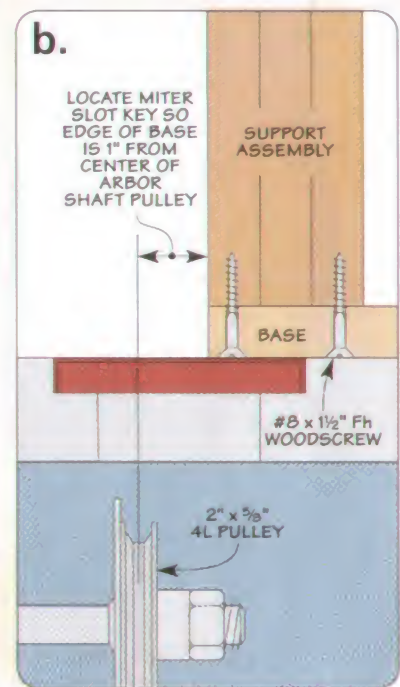 b.
LOCATE MITER
SLOT KEY SO
EDGE OF BASE
IS 1" FROM
CENTER OF
ARBOR
SHAFT PULLEY
SUPPORT
ASSEMBLY
BASE
#8 x 1½" Fh
WOODSCREW
2" x ⅝"
4L PULLEY